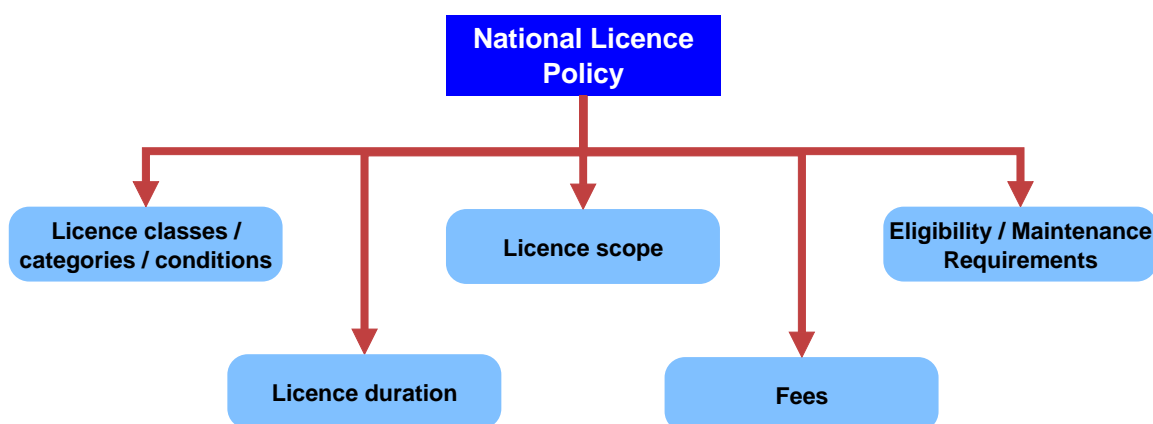 National Licence
Policy
Licence classes /
categories / conditions
Licence scope
Eligibility / Maintenance
Requirements
Licence duration
Fees